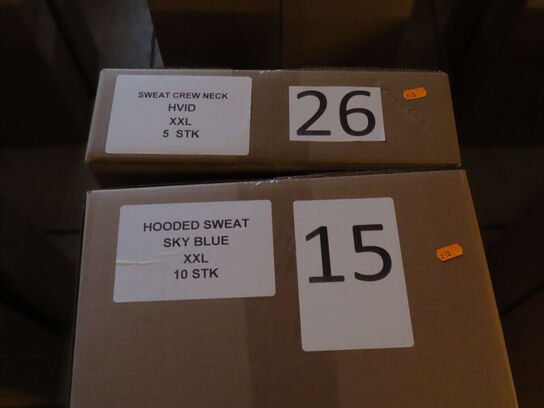 SWEAT CREW NECK
HVID
XXL
5 STK
26
HOODED SWEAT
SKY BLUE
XXL
10 STK
15